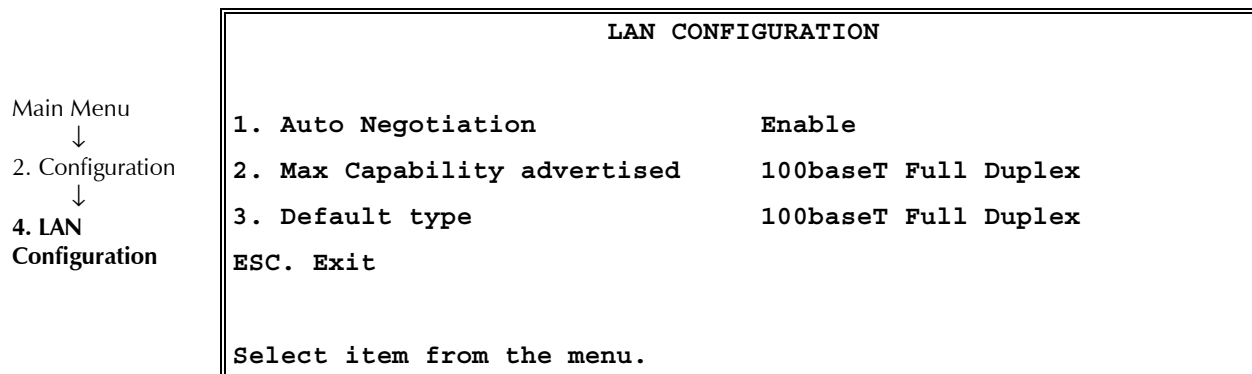 Main Menu
↓
2. Configuration
↓
4. LAN
Configuration
LAN CONFIGURATION
1. Auto Negotiation Enable
2. Max Capability advertised 100baseT Full Duplex
3. Default type 100baseT Full Duplex
ESC. Exit
Select item from the menu.